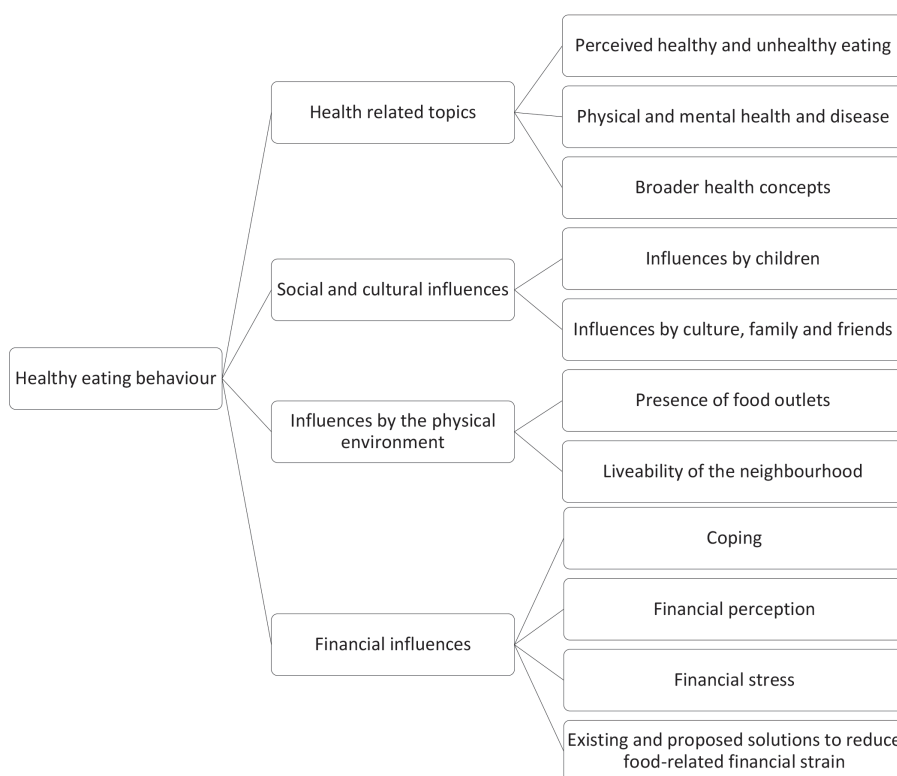 Healthy eating behaviour
Health related topics
Perceived healthy and unhealthy eating
Physical and mental health and disease
Broader health concepts
Social and cultural influences
Influences by children
Influences by culture, family and friends
Influences by the physical
environment
Presence of food outlets
Liveability of the neighbourhood
Financial influences
Coping
Financial perception
Financial stress
Existing and proposed solutions to reduce
food-related financial strain